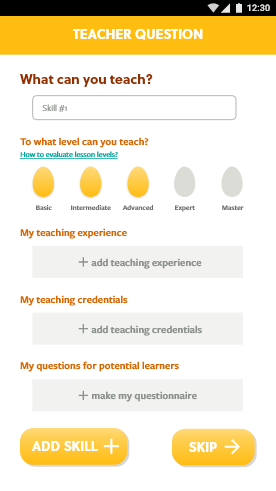 12:30
TEACHER QUESTION
What can you teach?
Skill #1
To what level can you teach?
How to evaluate lesson levels?
Basic Intermediate Advanced Expert Master
My teaching experience
+ add teaching experience
My teaching credentials
+ add teaching credentials
My questions for potential learners
+ make my questionnaire
ADD SKILL + SKIP →